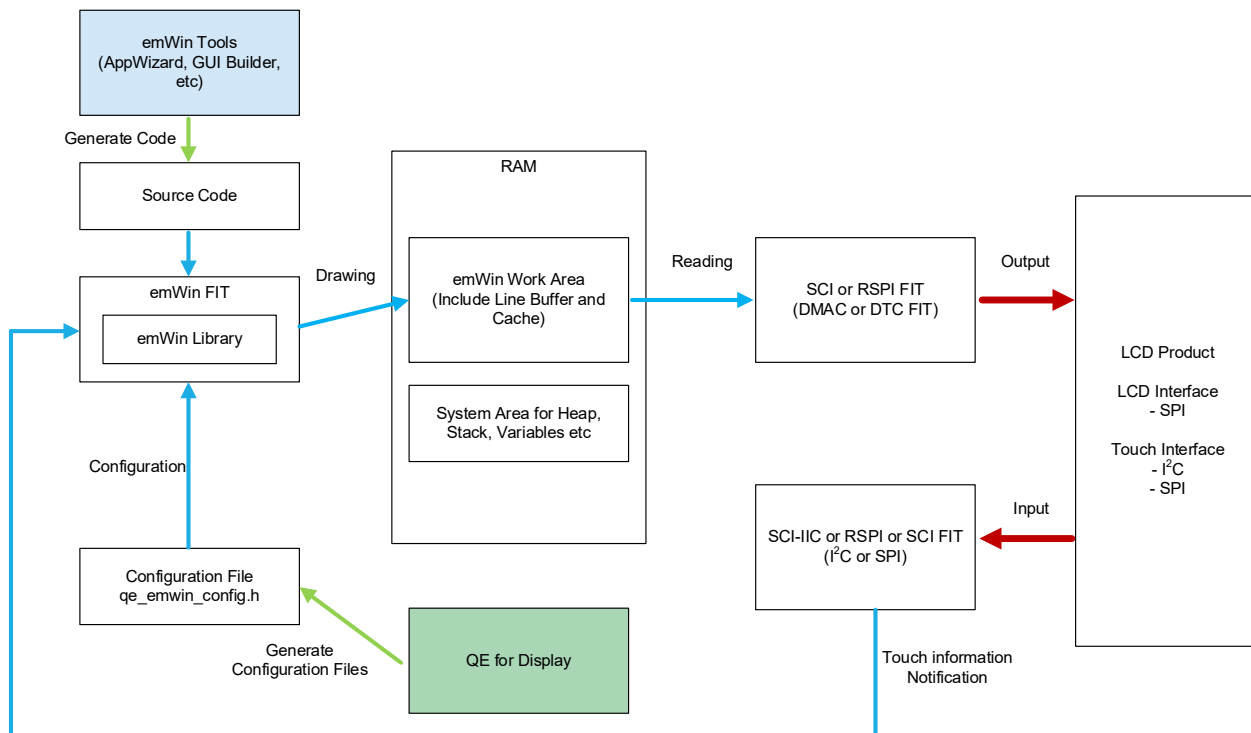 emWin Tools
(AppWizard, GUI Builder,
etc)
Generate Code
Source Code
emWin FIT
emWin Library
Drawing
RAM
emWin Work Area
(Include Line Buffer and
Cache)
System Area for Heap,
Stack, Variables etc
Reading
SCI or RSPI FIT
(DMAC or DTC FIT)
Output
LCD Product
LCD Interface
- SPI
Touch Interface
- I²C
- SPI
Input
SCI-IIC or RSPI or SCI FIT
(I²C or SPI)
Touch information
Notification
Configuration
Configuration File
qe_emwin_config.h
Generate
Configuration Files
QE for Display